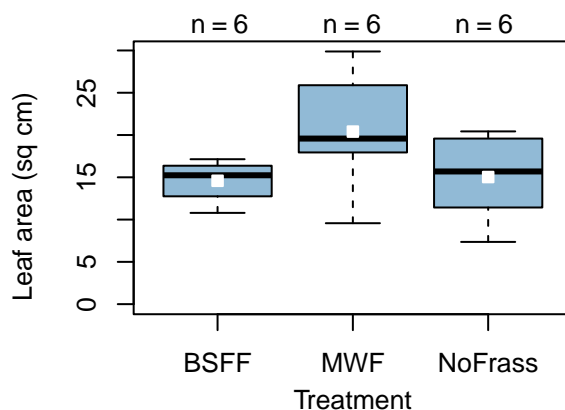 n = 6 n = 6 n = 6
Leaf area (sq cm)
25
15
5
0
BSFF MWF NoFrass
Treatment